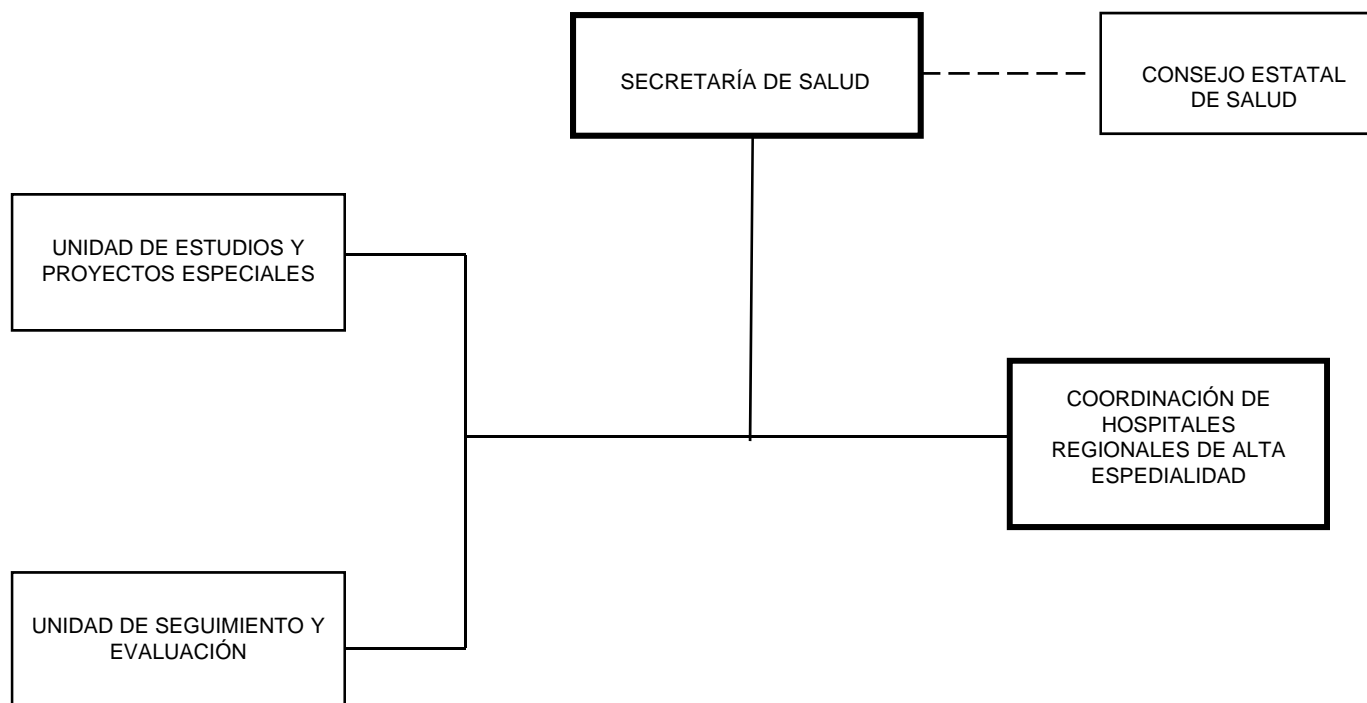 SECRETARÍA DE SALUD
CONSEJO ESTATAL
DE SALUD
UNIDAD DE ESTUDIOS Y
PROYECTOS ESPECIALES
COORDINACIÓN DE
HOSPITALES
REGIONALES DE ALTA
ESPEDIALIDAD
UNIDAD DE SEGUIMIENTO Y
EVALUACIÓN